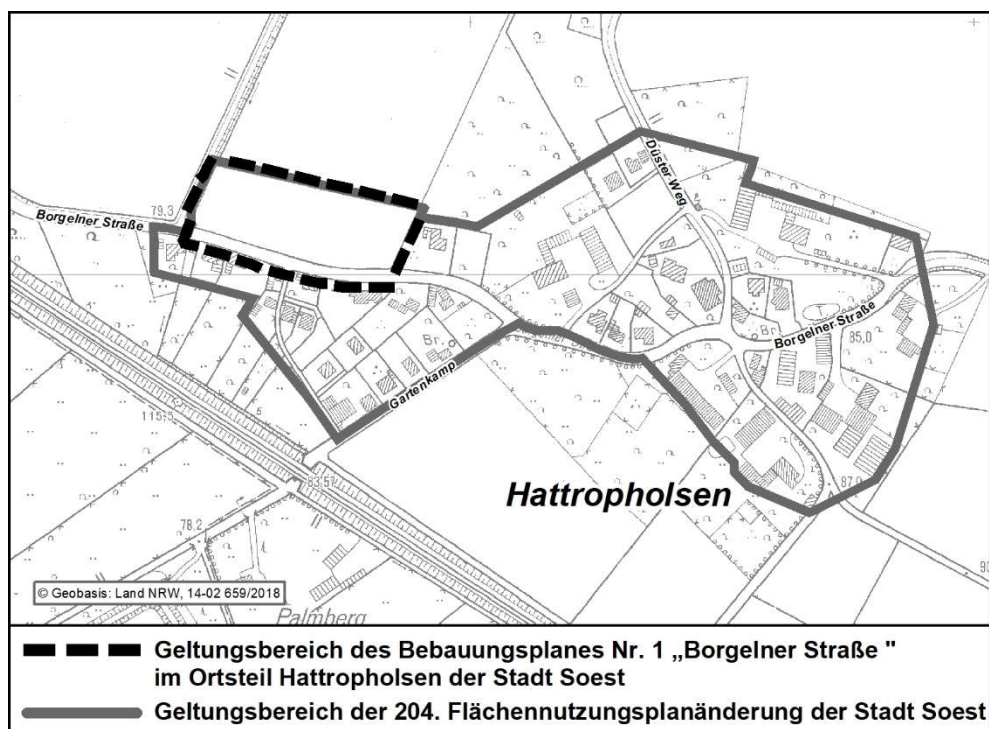 Düster Weg
79.3
Borgelner Straße
Br.
Borgelner Straße
Br.
85,0
Gartenkamp
115.5
83.57
Hattropholsen
87.0
78.2
© Geobasis: Land NRW, 14-02 659/2018
Palmberg
Geltungsbereich des Bebauungsplanes Nr. 1 „Borgelner Straße "
im Ortsteil Hattropholsen der Stadt Soest
Geltungsbereich der 204. Flächennutzungsplanänderung der Stadt Soest